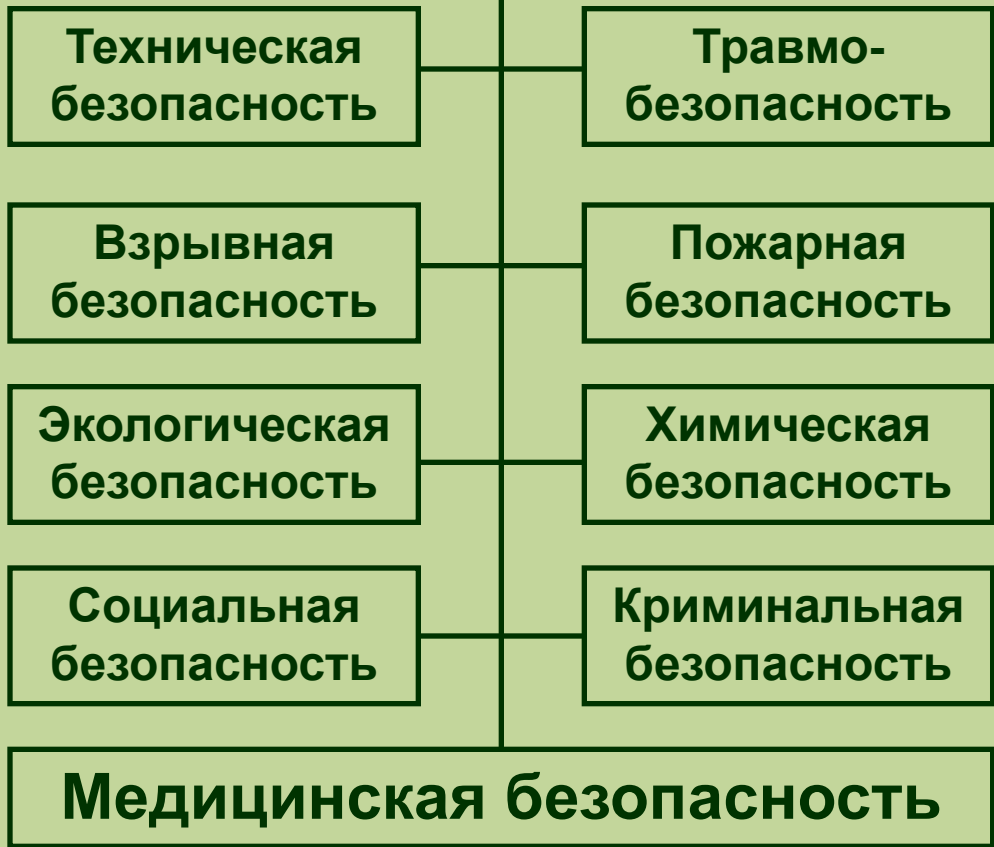 Техническая
безопасность
Травмо-
безопасность
Взрывная
безопасность
Пожарная
безопасность
Экологическая
безопасность
Химическая
безопасность
Социальная
безопасность
Криминальная
безопасность
Медицинская безопасность